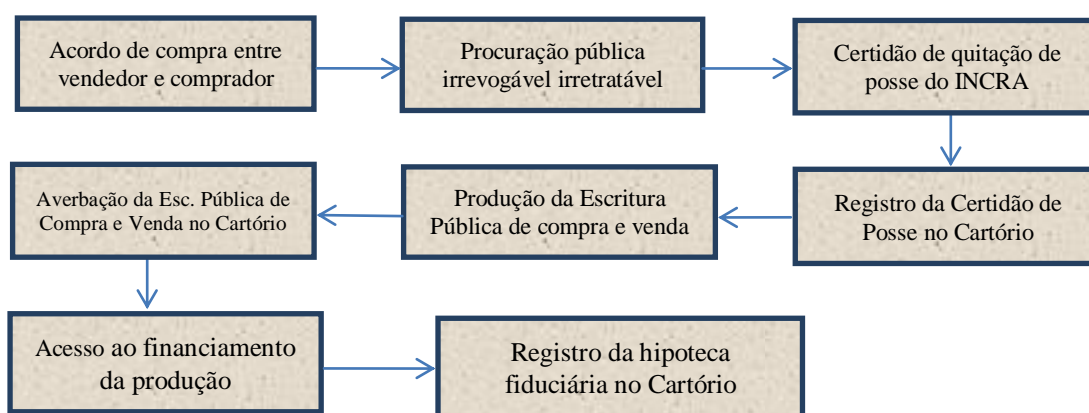 Acordo de compra entre
vendedor e comprador
Procuração pública
irrevogável irretratável
Certidão de quitação de
posse do INCRA
Registro da Certidão de
Posse no Cartório
Produção da Escritura
Pública de compra e venda
Averbação da Esc. Pública de
Compra e Venda no Cartório
Acesso ao financiamento
da produção
Registro da hipoteca
fiduciária no Cartório